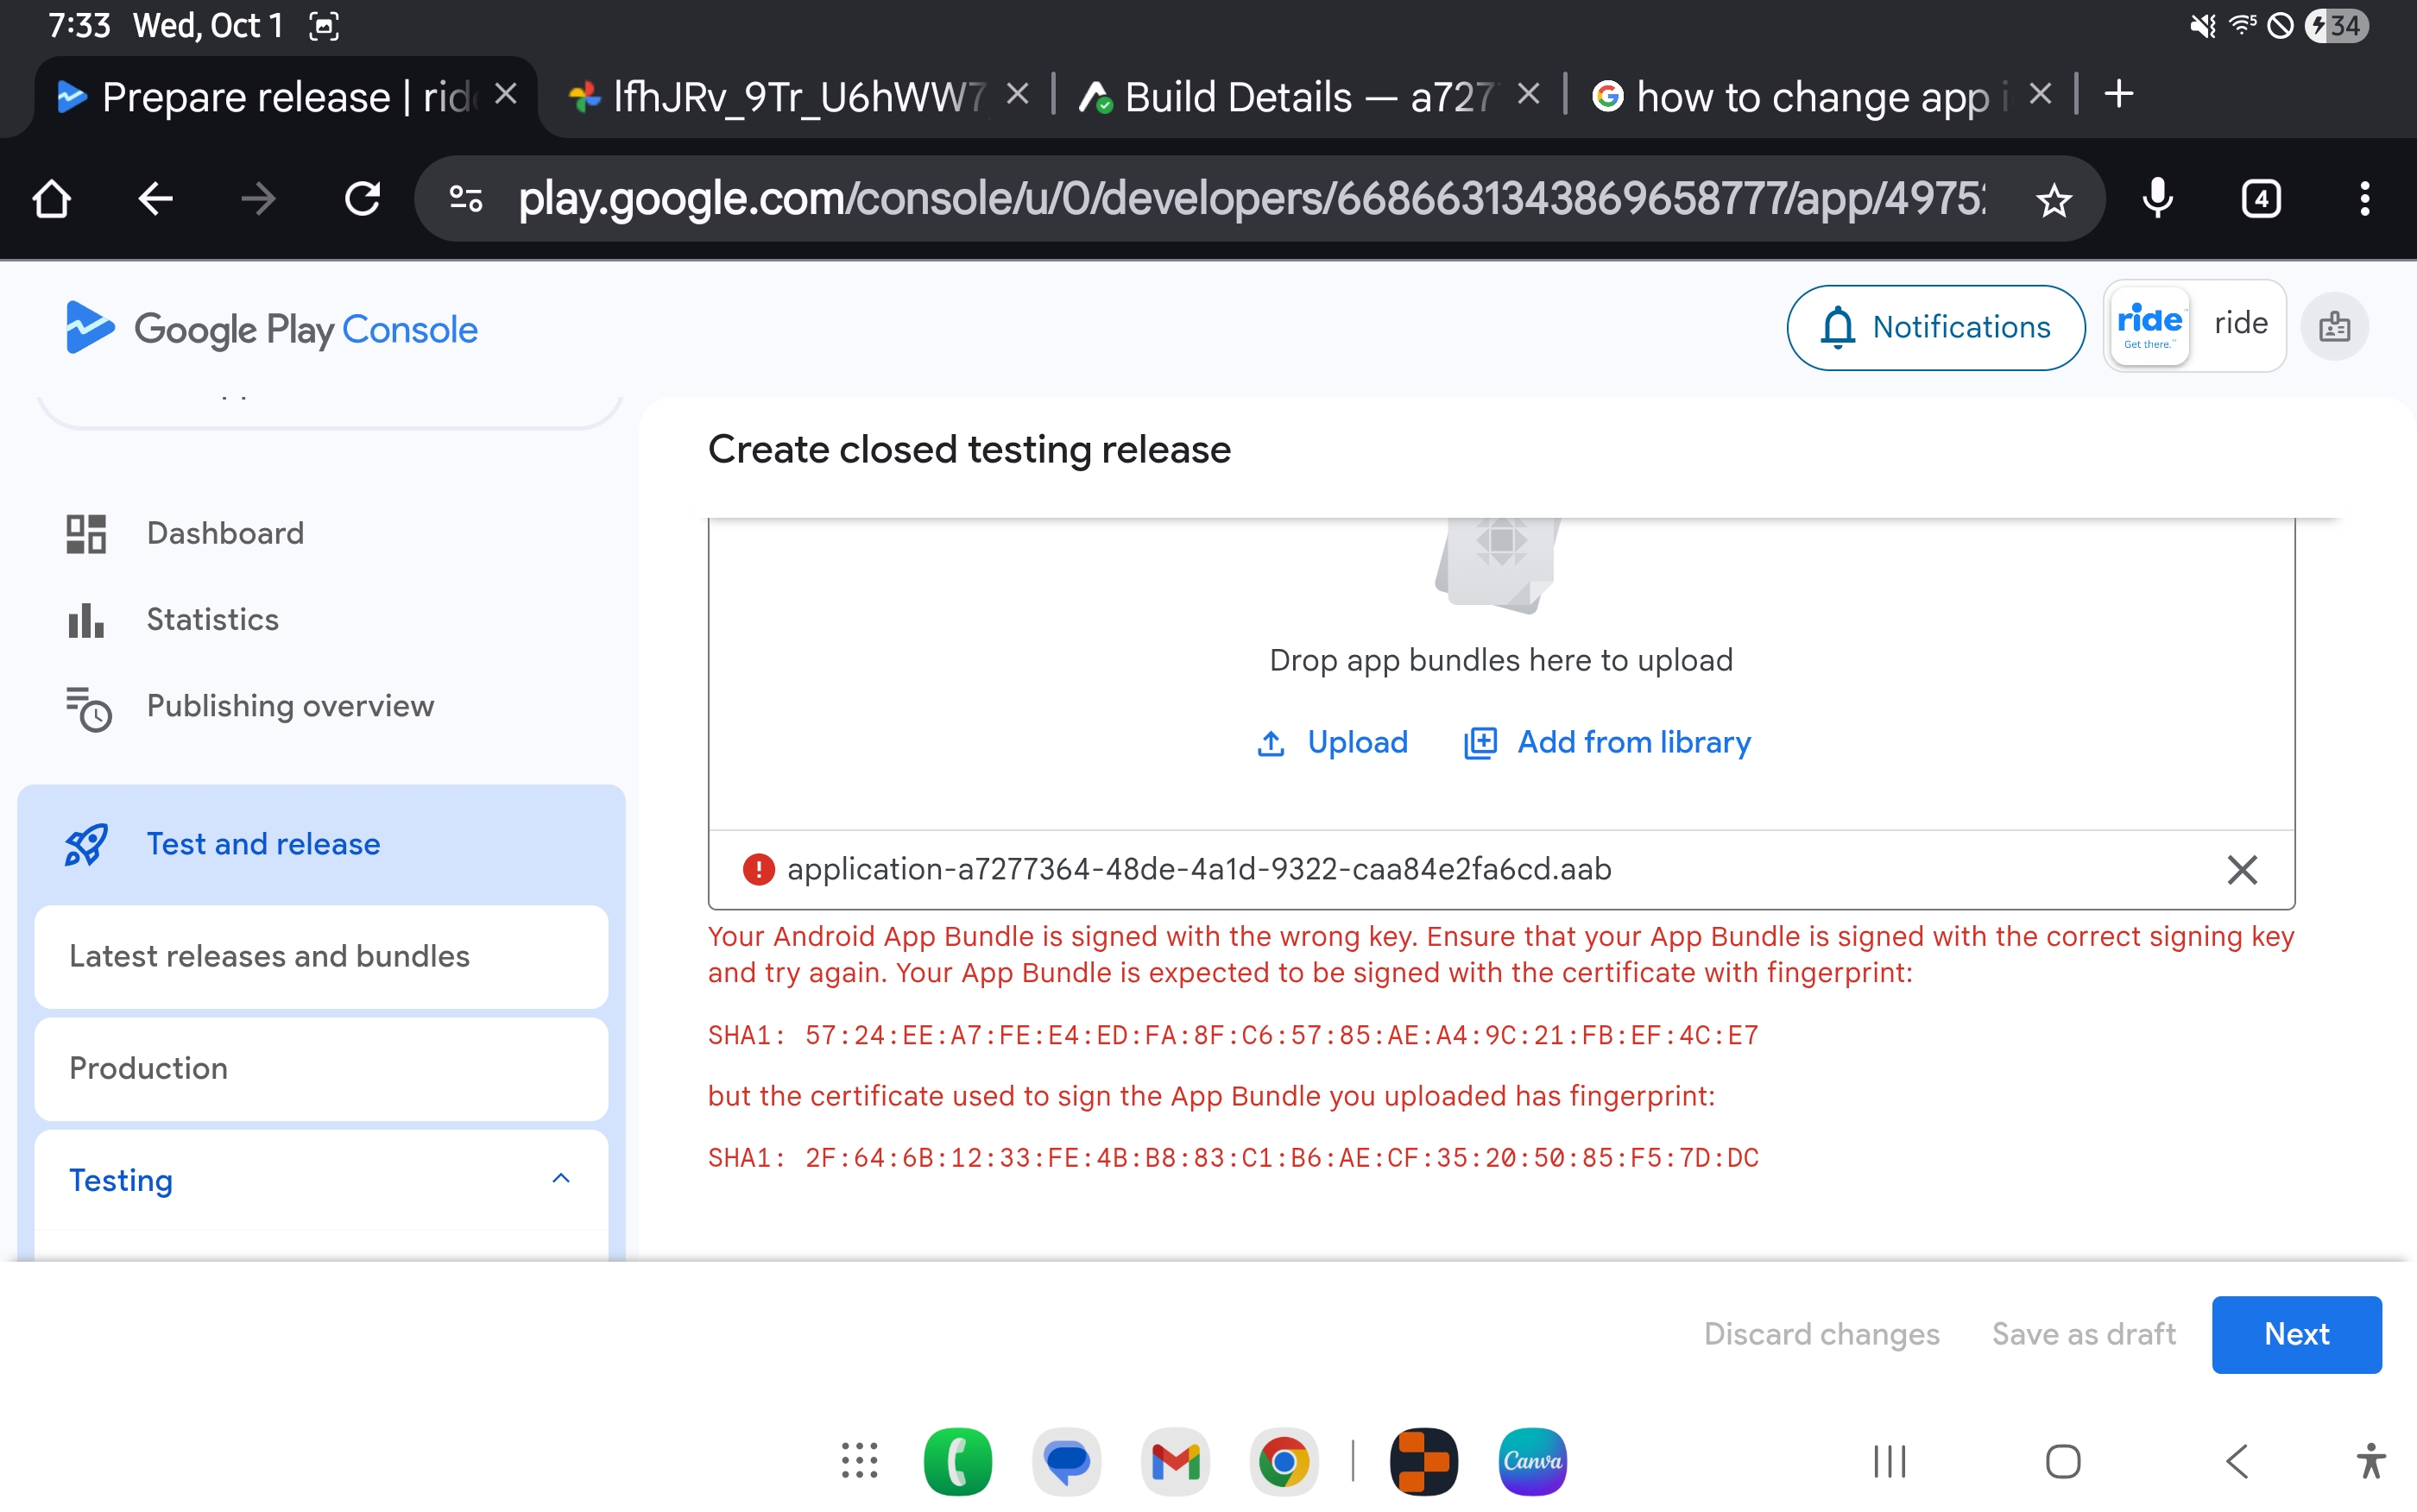 7:33 Wed, Oct 1
34
Prepare release | rid
lfhJRv_9Tr_U6hWW7
Build Details — a727
how to change app i
play.google.com/console/u/0/developers/6686631343869658777/app/4975
4
Google Play Console
Notifications
ride
Get there.
ride
Create closed testing release
Dashboard
Statistics
Publishing overview
Test and release
Latest releases and bundles
Production
Testing
Drop app bundles here to upload
Upload
Add from library
application-a7277364-48de-4a1d-9322-caa84e2fa6cd.aab
Your Android App Bundle is signed with the wrong key. Ensure that your App Bundle is signed with the correct signing key
and try again. Your App Bundle is expected to be signed with the certificate with fingerprint:
SHA1: 57:24:EE:A7:FE:E4:ED:FA:8F:C6:57:85:AE:A4:9C:21:FB:EF:4C:E7
but the certificate used to sign the App Bundle you uploaded has fingerprint:
SHA1: 2F:64:6B:12:33:FE:4B:B8:83:C1:B6:AE:CF:35:20:50:85:F5:7D:DC
Discard changes
Save as draft
Next
Canva